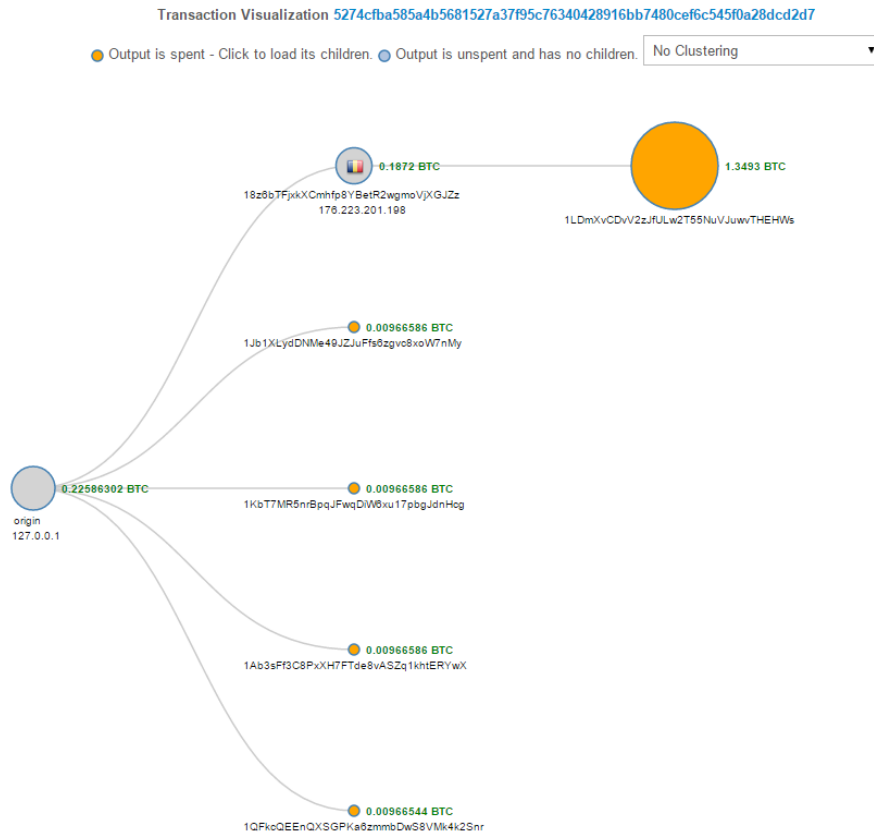 Transaction Visualization 5274cfba585a4b5681527a37f95c76340428916bb7480cef6c545f0a28dcd2d7
Output is spent - Click to load its children. Output is unspent and has no children. No Clustering
0.1872 BTC
18z6bTFjxkXCmhfp8YBetR2wgmoVjXGJZz
176.223.201.198
1.3493 BTC
1LDmXvCDvV2zJfULw2T55NuVJuwvTHEHWs
0.00966586 BTC
1Jb1XLydDNMe49JZJuFfs6zgvc8xoW7nMy
0.00966586 BTC
1KbT7MR5nrBpqJFwqDiW6xu17pbgJdnHcg
0.22586302 BTC
origin
127.0.0.1
0.00966586 BTC
1Ab3sFf3C8PxXH7FTde8vASZq1khtERYwX
0.00966544 BTC
1QFkcQEEnQXSGPKa6zmmbDwS8VMk4k2Snr